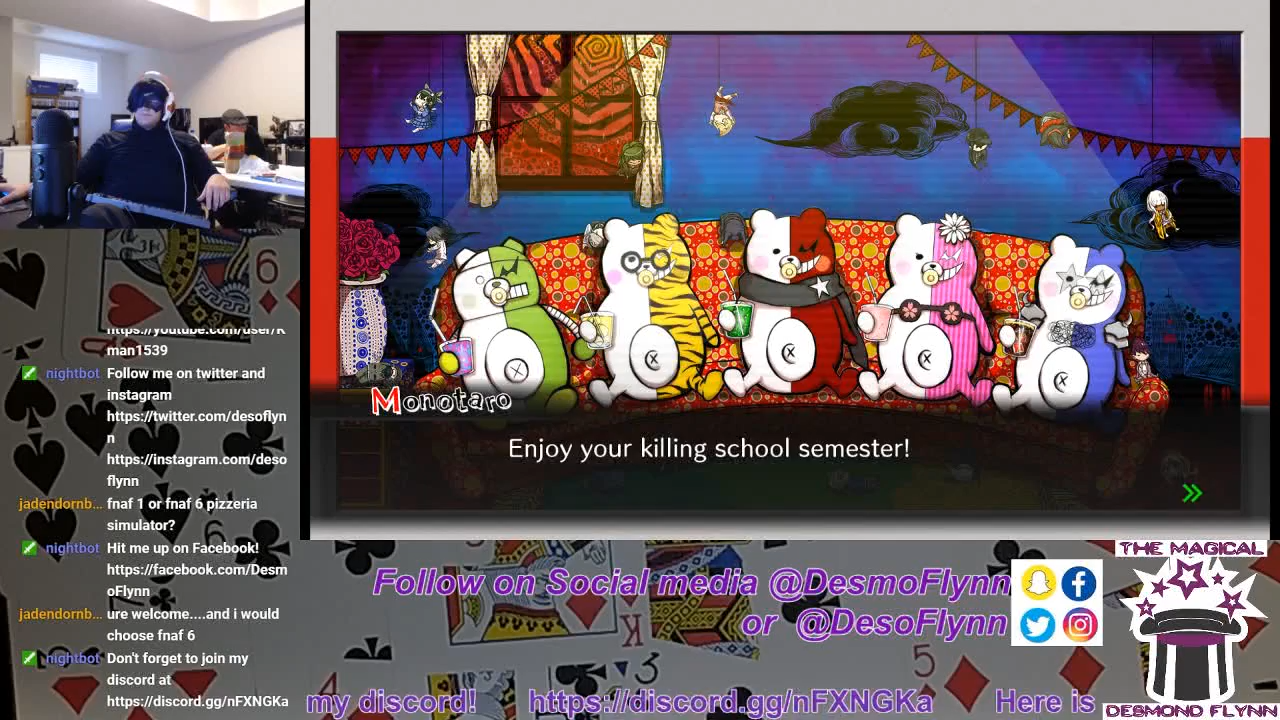 https://youtube.com/user/K
man1539
nightbot Follow me on twitter and
instagram
https://twitter.com/desoflyn
n
https://instagram.com/deso
flynn
jadendornb... fnaf 1 or fnaf 6 pizzeria
simulator?
nightbot Hit me up on Facebook!
https://facebook.com/Desm
oFlynn
jadendornb... ure welcome....and i would
choose fnaf 6
nightbot Don't forget to join my
discord at
https://discord.gg/nFXNGKa
Monotaro
Enjoy your killing school semester!
Follow on Social media @DesmoFlynn
or @DesoFlynn
my discord! https://discord.gg/nFXNGKa Here is
THE MAGICAL
DESMOND FLYNN
6
K
3
5
4